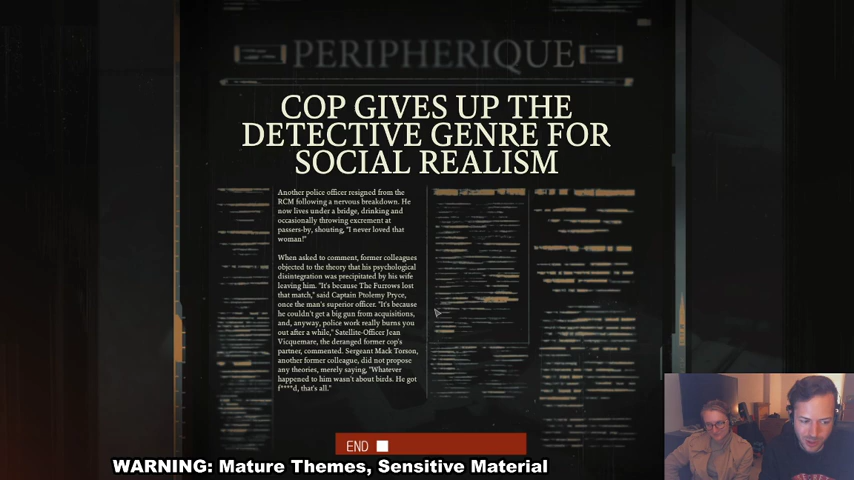 PERIPHERIQUE
COP GIVES UP THE
DETECTIVE GENRE FOR
SOCIAL REALISM
Another police officer resigned from the
RCM following a nervous breakdown. He
now lives under a bridge, drinking and
occasionally throwing excrement at
passers-by, shouting, "I never loved that
woman!"
When asked to comment, former colleagues
objected to the theory that his psychological
disintegration was precipitated by his wife
leaving him. "It's because The Furrows lost
that match," said Captain Ptolemy Pryce,
once the man's superior officer. "It's because
he couldn't get a big gun from acquisitions,
and, anyway, police work really burns you
out after a while," Satellite-Officer Jean
Vicquemare, the deranged former cop's
partner, commented. Sergeant Mack Torson,
another former colleague, did not propose
any theories, merely saying, "Whatever
happened to him wasn't about birds. He got
f****d, that's all."
END
WARNING: Mature Themes, Sensitive Material